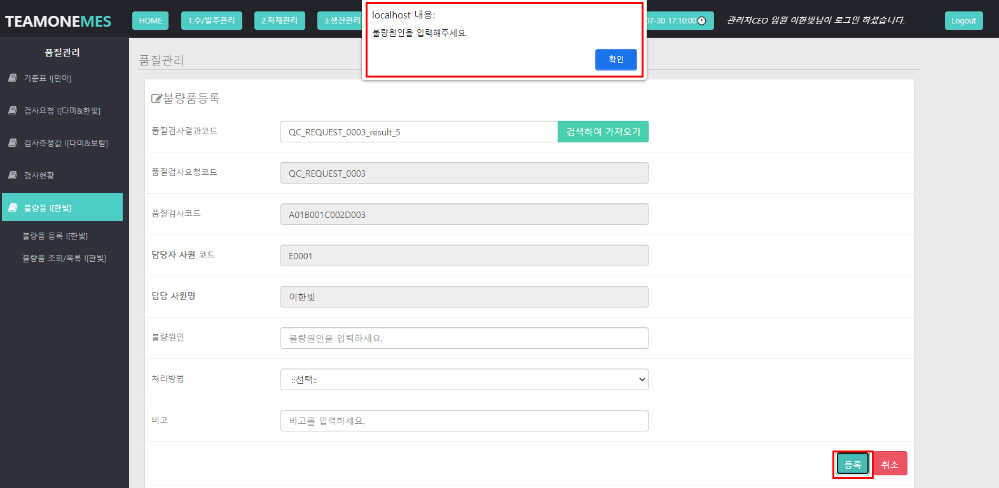 TEAMONEMES
HOME
1.수/발주관리
2.자재관리
3.생산관리
07-30 17:10:00
관리자CEO 임원 이한빛님이 로그인 하셨습니다.
Logout
localhost 내용:
불량원인을 입력해주세요.
확인
품질관리
기준표 ![민아]
검사요청 ![다미&한빛]
검사측정값 ![다미&보람]
검사현황
불량품 ![한빛]
불량품 등록 ![한빛]
불량품 조회/목록 ![한빛]
품질관리
불량품등록
품질검사결과코드
QC_REQUEST_0003_result_5
검색하여 가져오기
품질검사요청코드
QC_REQUEST_0003
품질검사코드
A01B001C002D003
담당자 사원 코드
E0001
담당 사원명
이한빛
불량원인
불량원인을 입력하세요.
처리방법
::선택::
비고
비고를 입력하세요.
등록
취소